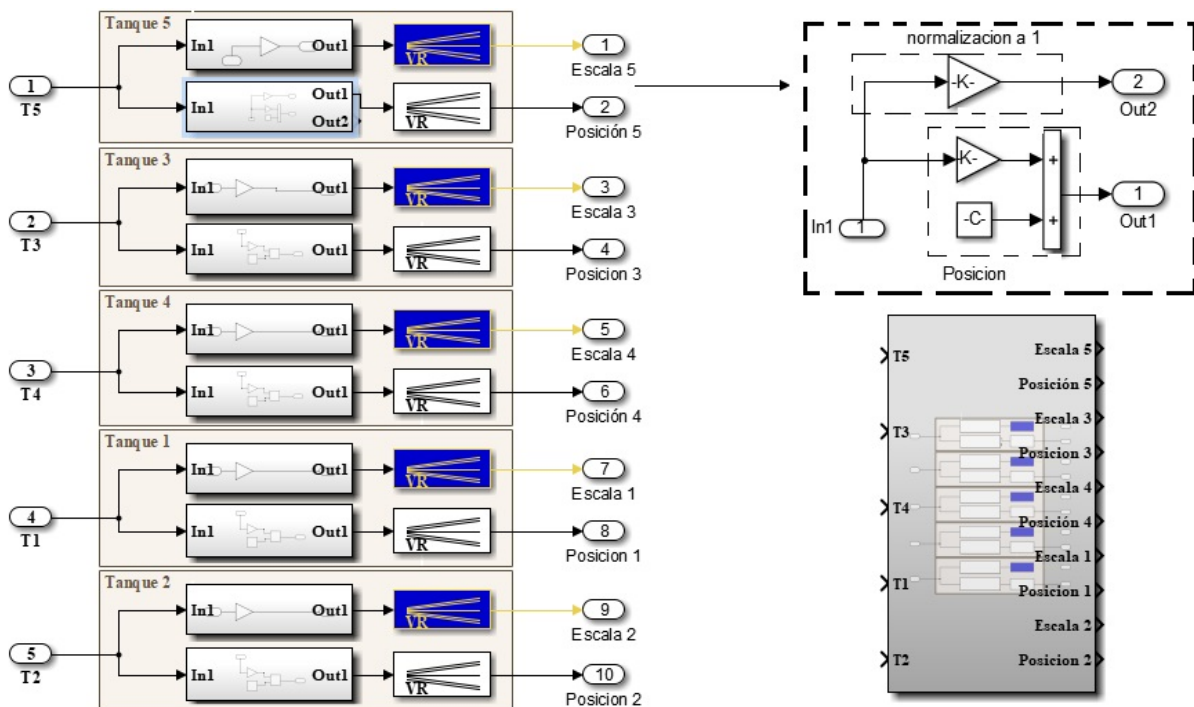 Tanque 5
In1
Out1
VR
1
Escala 5
1
T5
In1
Out1
Out2
VR
2
Posición 5
Tanque 3
In1
Out1
VR
3
Escala 3
2
T3
In1
Out1
VR
4
Posicion 3
Tanque 4
In1
Out1
VR
5
Escala 4
3
T4
In1
Out1
VR
6
Posición 4
Tanque 1
In1
Out1
VR
7
Escala 1
4
T1
In1
Out1
VR
8
Posicion 1
Tanque 2
In1
Out1
VR
9
Escala 2
5
T2
In1
Out1
VR
10
Posicion 2
normalizacion a 1
-K-
2
Out2
-K-
+
1
Out1
-C-
+
In1
1
Posicion
T5
T3
T4
T1
T2
Escala 5
Posición 5
Escala 3
Posicion 3
Escala 4
Posición 4
Escala 1
Posicion 1
Escala 2
Posicion 2